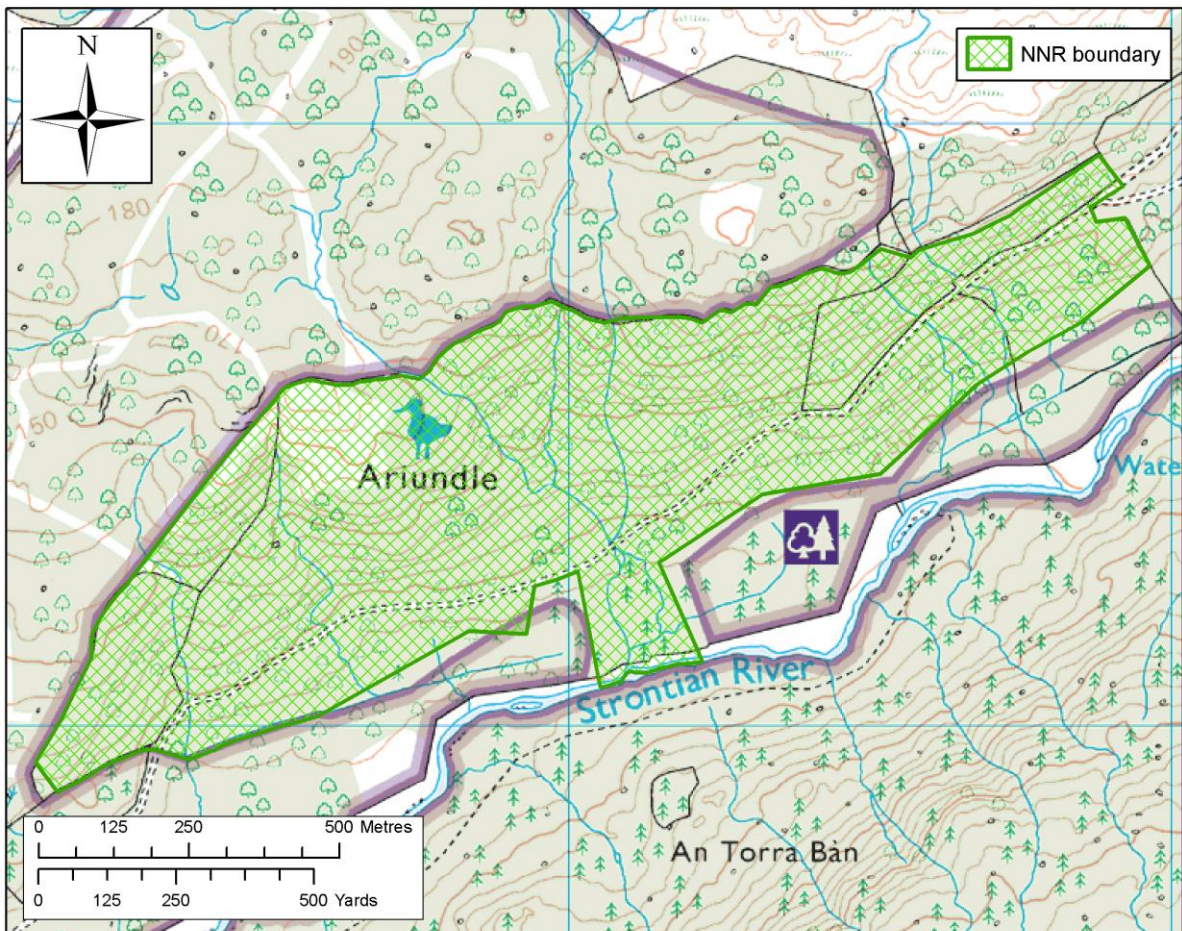 N
NNR boundary
190
180
170
150
Ariundle
Wate
Strontian River
An Torra Bàn
0 125 250 500 Metres
0 125 250 500 Yards